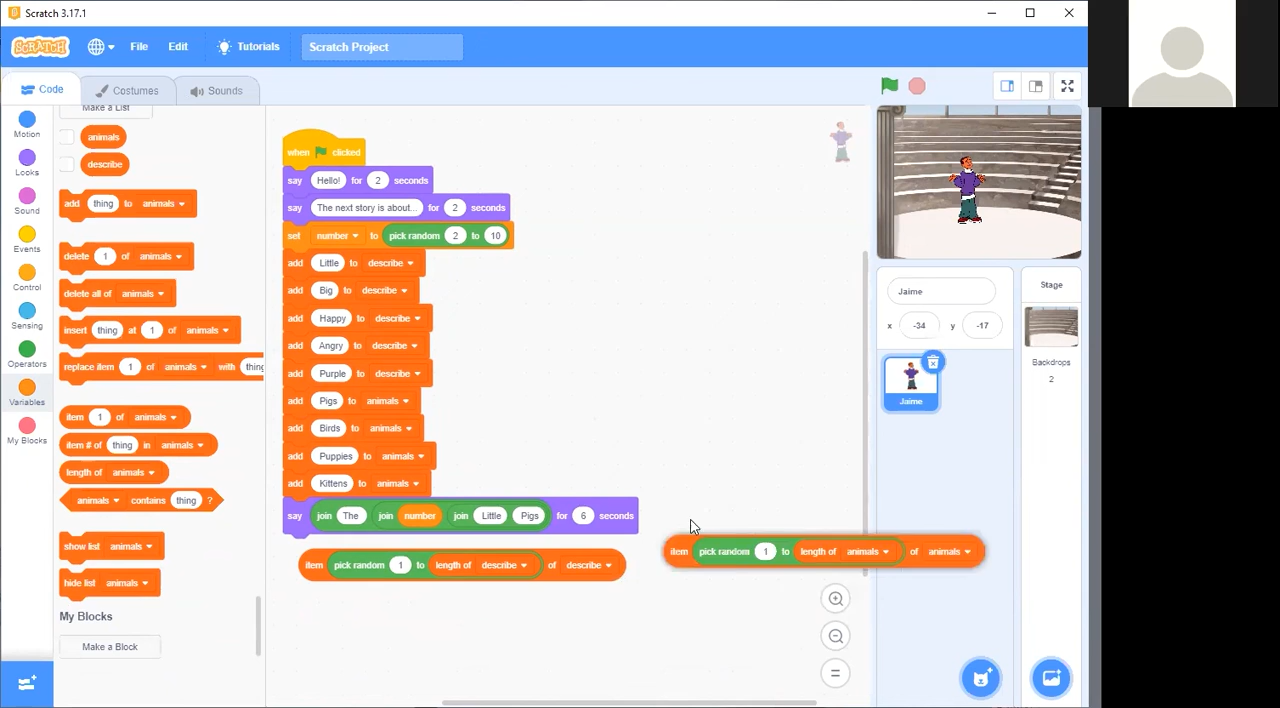 Scratch 3.17.1
SCRATCH File Edit Tutorials Scratch Project
Code Costumes Sounds
Motion
Looks
Sound
Events
Control
Sensing
Operators
Variables
My Blocks
Make a List
animals
describe
add thing to animals
delete 1 of animals
delete all of animals
insert thing at 1 of animals
replace item 1 of animals with thing
item 1 of animals
item # of thing in animals
length of animals
animals contains thing ?
show list animals
hide list animals
My Blocks
Make a Block
when clicked
say Hello! for 2 seconds
say The next story is about... for 2 seconds
set number to pick random 2 to 10
add Little to describe
add Big to describe
add Happy to describe
add Angry to describe
add Purple to describe
add Pigs to animals
add Birds to animals
add Puppies to animals
add Kittens to animals
say join The join number join Little Pigs for 6 seconds
item pick random 1 to length of describe of describe
item pick random 1 to length of animals of animals
Jaime
x -34 y -17
Jaime
Stage
Backdrops
2